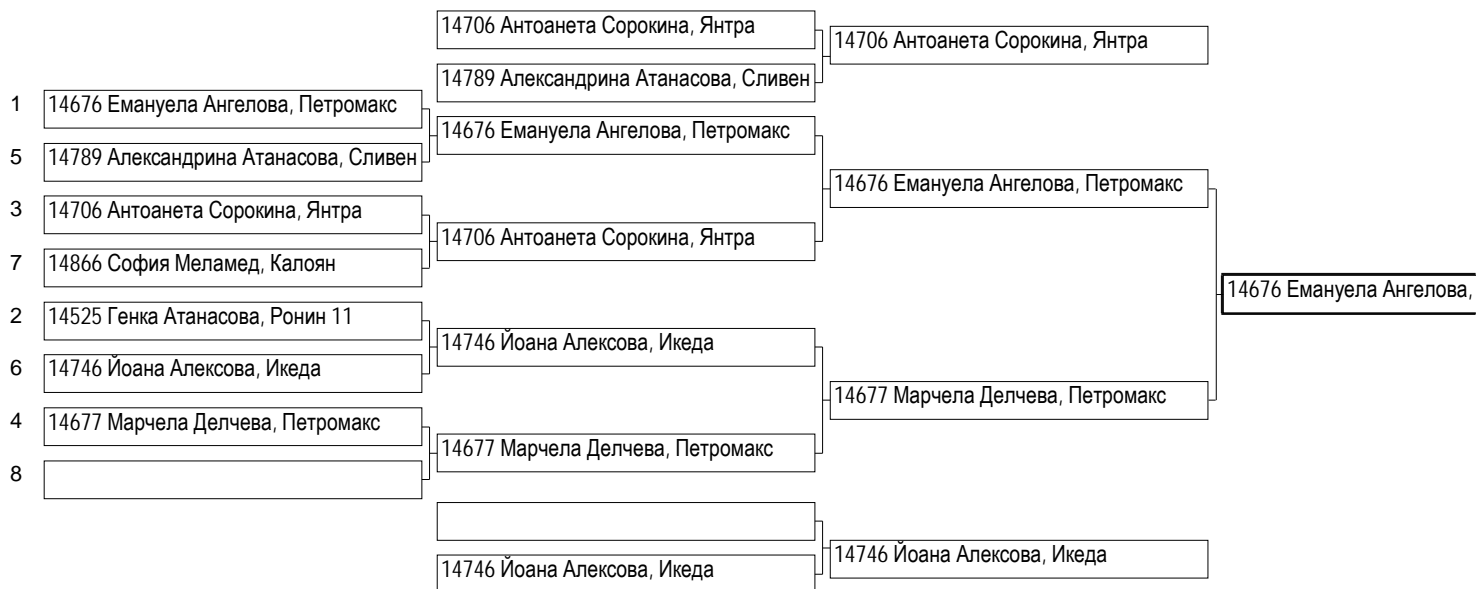 14706 Антоанета Сорокина, Янтра
14706 Антоанета Сорокина, Янтра
14789 Александрина Атанасова, Сливен
1 14676 Емануела Ангелова, Петромакс
14676 Емануела Ангелова, Петромакс
5 14789 Александрина Атанасова, Сливен
14676 Емануела Ангелова, Петромакс
3 14706 Антоанета Сорокина, Янтра
14706 Антоанета Сорокина, Янтра
7 14866 София Меламед, Калоян
14676 Емануела Ангелова,
2 14525 Генка Атанасова, Ронин 11
14746 Йоана Алексова, Икеда
6 14746 Йоана Алексова, Икеда
14677 Марчела Делчева, Петромакс
4 14677 Марчела Делчева, Петромакс
14677 Марчела Делчева, Петромакс
8
14746 Йоана Алексова, Икеда
14746 Йоана Алексова, Икеда